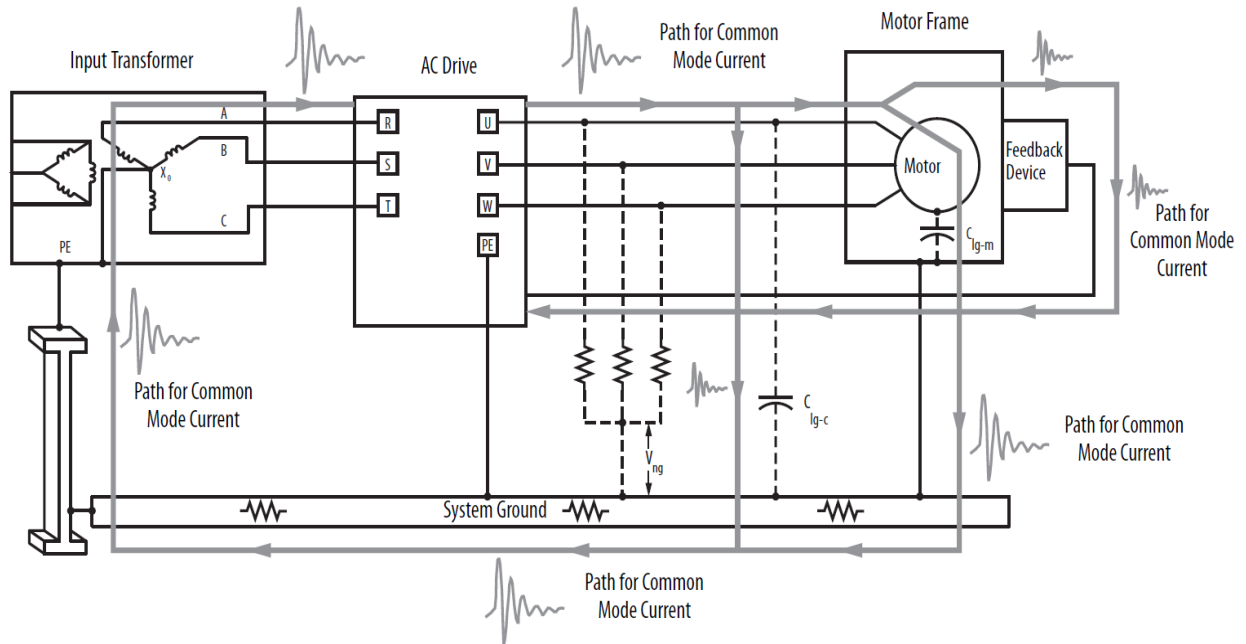 Motor Frame
Path for Common
Mode Current
Input Transformer
AC Drive
A
R
U
B
S
V
Motor
Feedback
Device
X₀
C
T
W
PE
PE
C lg-m
Path for
Common Mode
Current
Path for Common
Mode Current
C lg-c
Path for Common
Mode Current
V ng
System Ground
Path for Common
Mode Current